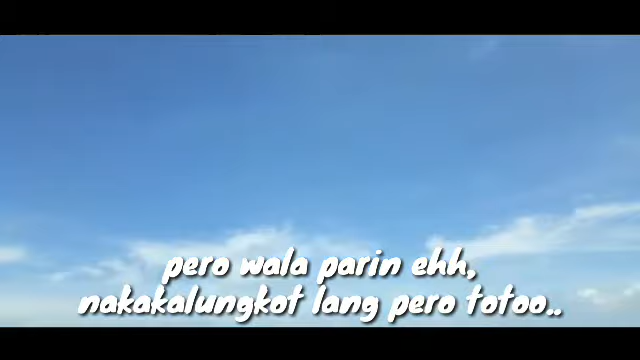 pero wala parin ehh,
nakakalungkot lang pero totoo..